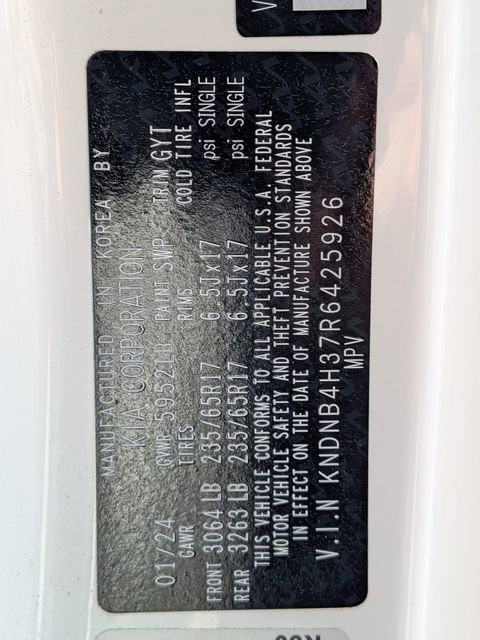 MANUFACTURED IN KOREA BY
KIA CORPORATION
01/24 GVWR 5952LB PAINT SWP TRIM GYT
GAWR TIRES RIMS COLD TIRE INFL
FRONT 3064 LB 235/65R17 6.5Jx17 psi SINGLE
REAR 3263 LB 235/65R17 6.5Jx17 psi SINGLE
THIS VEHICLE CONFORMS TO ALL APPLICABLE U.S.A. FEDERAL
MOTOR VEHICLE SAFETY AND THEFT PREVENTION STANDARDS
IN EFFECT ON THE DATE OF MANUFACTURE SHOWN ABOVE
V.I.N KNDNB4H37R6425926
MPV